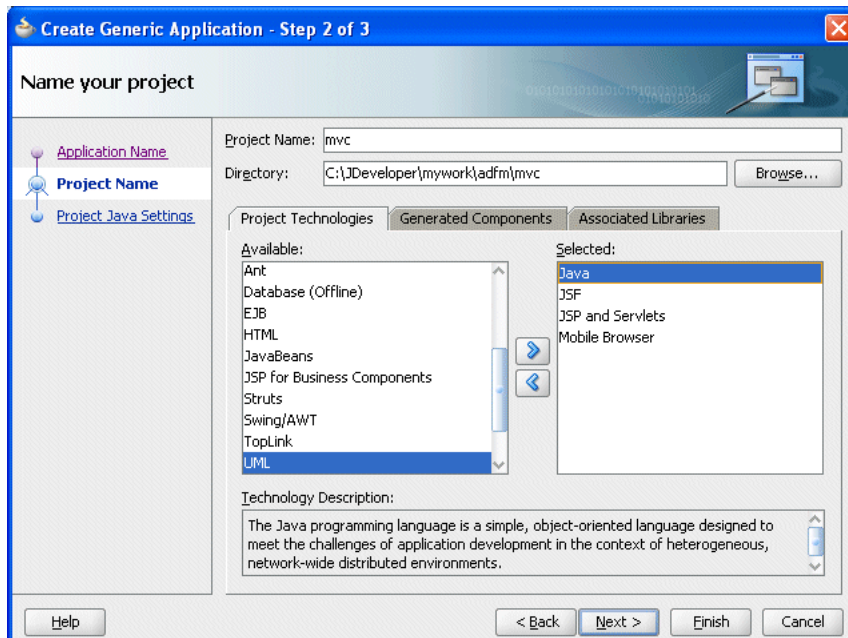 Create Generic Application - Step 2 of 3
Name your project
Application Name
Project Name
Project Java Settings
Project Name: mvc
Directory: C:\JDeveloper\mywork\adfm\mvc Browse...
Project Technologies Generated Components Associated Libraries
Available:
Ant
Database (Offline)
EJB
HTML
JavaBeans
JSP for Business Components
Struts
Swing/AWT
TopLink
UML
Selected:
Java
JSF
JSP and Servlets
Mobile Browser
Technology Description:
The Java programming language is a simple, object-oriented language designed to
meet the challenges of application development in the context of heterogeneous,
network-wide distributed environments.
Help < Back Next > Finish Cancel